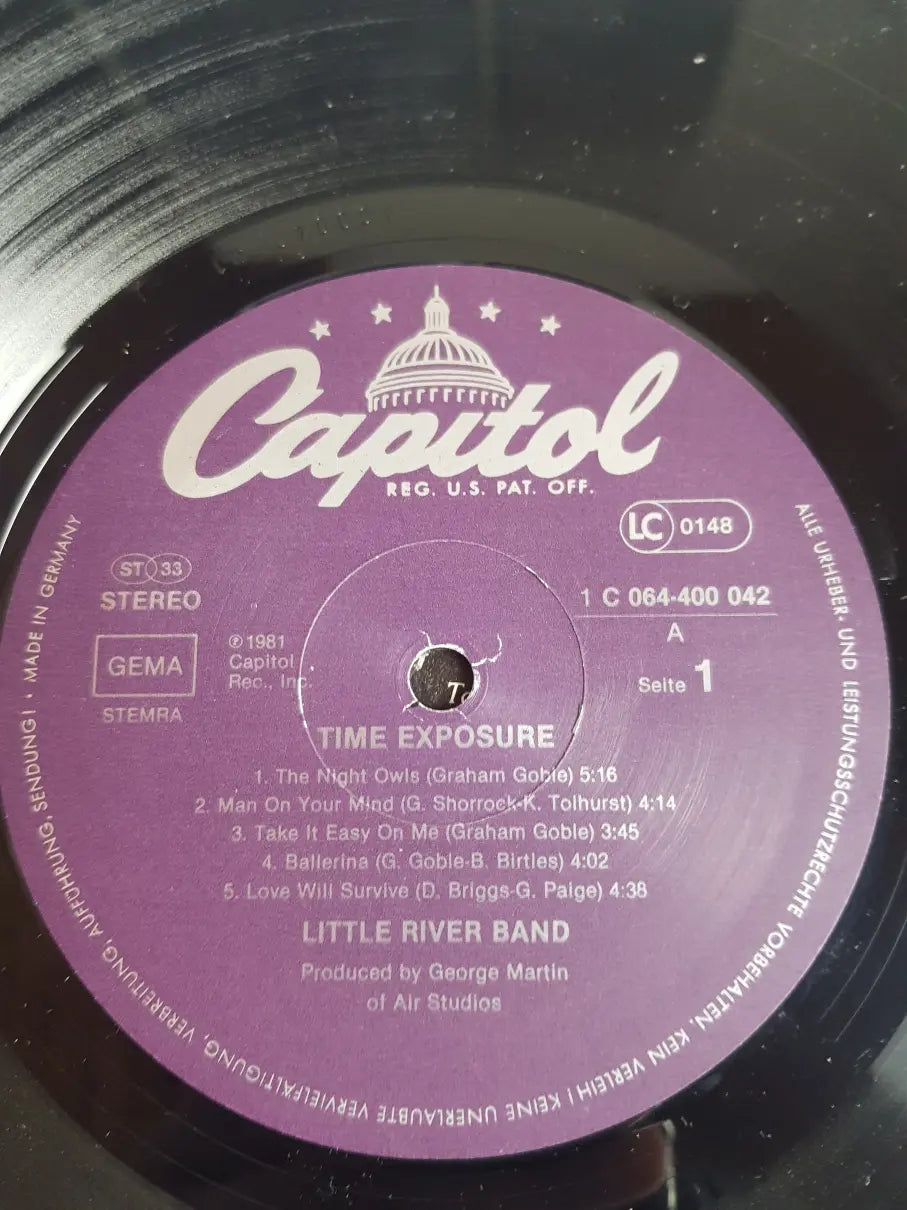 Capitol
REG. U.S. PAT. OFF.
LC 0148
ST 33
STEREO
GEMA
STEMRA
℗ 1981
Capitol
Rec., Inc.
1 C 064-400 042
A
Seite 1
TIME EXPOSURE
1. The Night Owls (Graham Goble) 5:16
2. Man On Your Mind (G. Shorrock-K. Tolhurst) 4:14
3. Take It Easy On Me (Graham Goble) 3:45
4. Ballerina (G. Goble-B. Birtles) 4:02
5. Love Will Survive (D. Briggs-G. Paige) 4:38
LITTLE RIVER BAND
Produced by George Martin
of Air Studios
ALLE URHEBER- UND LEISTUNGSSCHUTZRECHTE VORBEHALTEN. KEIN VERLEIH! KEINE UNERLAUBTE VERVIELFÄLTIGUNG, VERBREITUNG, AUFFÜHRUNG, SENDUNG! • MADE IN GERMANY